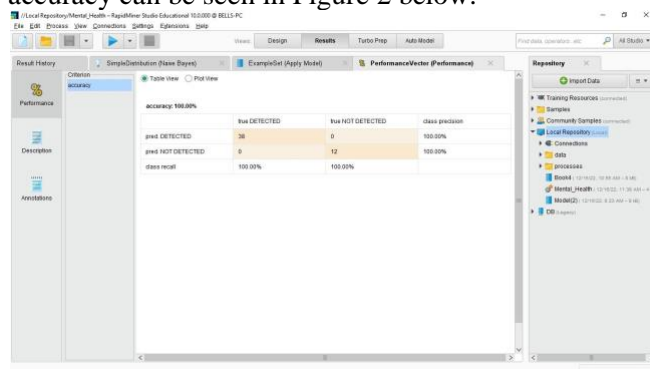 accuracy can be seen in Figure 2 below.
//Local Repository/Mental_Health – RapidMiner Studio Educational 10.0.000 @ BELLS-PC
File Edit Process View Connections Settings Extensions Help
Views: Design Results Turbo Prep Auto Model
Find data, operators...etc All Studio
Result History
SimpleDistribution (Naive Bayes)
ExampleSet (Apply Model)
PerformanceVector (Performance)
Repository
Criterion
accuracy
Table View Plot View
Import Data
Performance
accuracy: 100.00%
true DETECTED true NOT DETECTED class precision
pred. DETECTED 36 0 100.00%
pred. NOT DETECTED 0 12 100.00%
class recall 100.00% 100.00%
Description
Annotations
Training Resources (connected)
Samples
Community Samples (connected)
Local Repository
Connections
data
processes
Mental_Health
Model(2)
DB (Legacy)